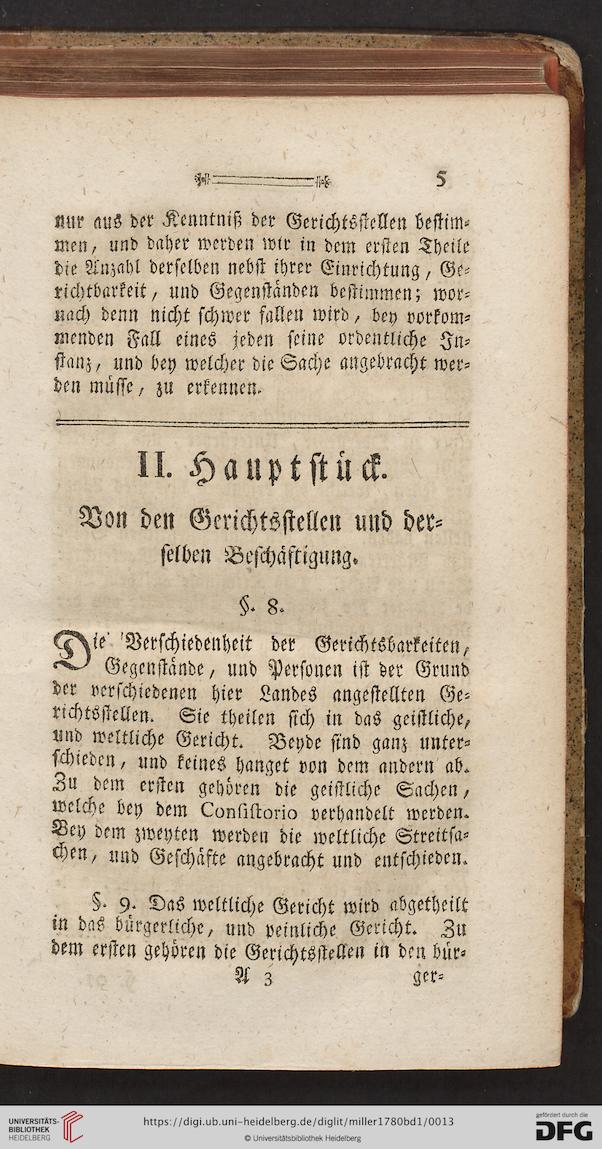 5
nur aus der Kenntniß der Gerichtsstellen bestim-
men, und daher werden wir in dem ersten Theile
die Anzahl derselben nebst ihrer Einrichtung, Ge-
richtbarkeit, und Gegenständen bestimmen; wor-
nach denn nicht schwer fallen wird, bey vorkom-
menden Fall eines jeden seine ordentliche In-
stanz, und bey welcher die Sache angebracht wer-
den müsse, zu erkennen.
II. Hauptstück.
Von den Gerichtsstellen und der-
selben Beschäftigung.
§. 8.
Die Verschiedenheit der Gerichtsbarkeiten,
Gegenstände, und Personen ist der Grund
der verschiedenen hier Landes angestellten Ge-
richtsstellen. Sie theilen sich in das geistliche,
und weltliche Gericht. Beyde sind ganz unter-
schieden, und keines hanget von dem andern ab.
Zu dem ersten gehören die geistliche Sachen,
welche bey dem Consistorio verhandelt werden.
Bey dem zweyten werden die weltliche Streitsa-
chen, und Geschäfte angebracht und entschieden.
§. 9. Das weltliche Gericht wird abgetheilt
in das bürgerliche, und peinliche Gericht. Zu
dem ersten gehören die Gerichtsstellen in den bür-
A 3 ger-
UNIVERSITÄTS-
BIBLIOTHEK
HEIDELBERG
https://digi.ub.uni-heidelberg.de/diglit/miller1780bd1/0013
© Universitätsbibliothek Heidelberg
gefördert durch die
DFG